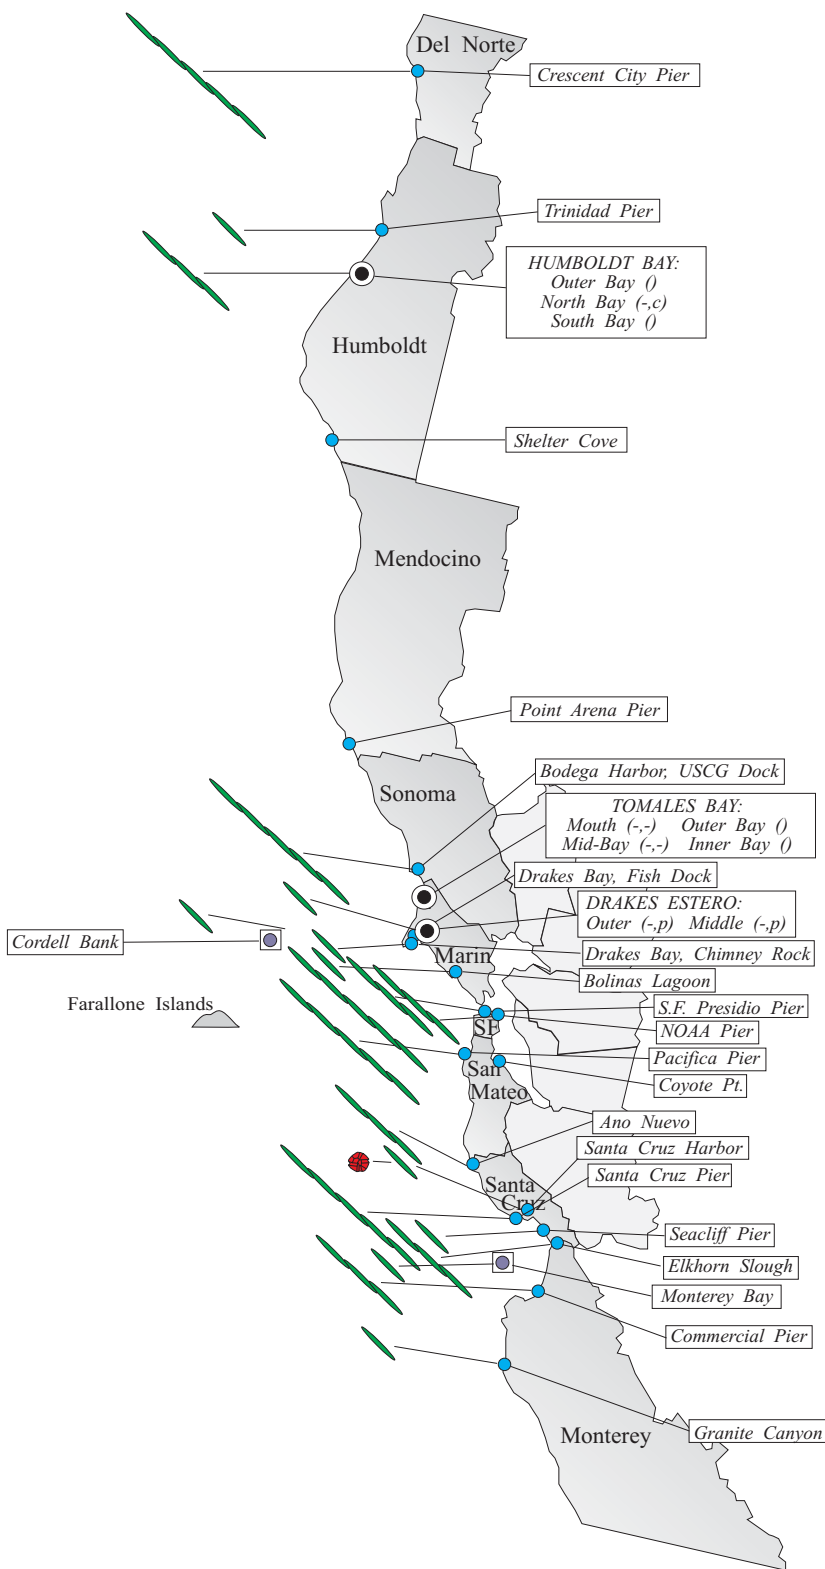 Del Norte
Crescent City Pier
Trinidad Pier
HUMBOLDT BAY:
Outer Bay ()
North Bay (-,c)
South Bay ()
Humboldt
Shelter Cove
Mendocino
Point Arena Pier
Bodega Harbor, USCG Dock
Sonoma
TOMALES BAY:
Mouth (-,-) Outer Bay ()
Mid-Bay (-,-) Inner Bay ()
Drakes Bay, Fish Dock
DRAKES ESTERO:
Outer (-,p) Middle (-,p)
Cordell Bank
Marin
Drakes Bay, Chimney Rock
Bolinas Lagoon
Farallone Islands
S.F. Presidio Pier
SF
NOAA Pier
Pacifica Pier
San
Mateo
Coyote Pt.
Ano Nuevo
Santa Cruz Harbor
Santa Cruz Pier
Santa
Cruz
Seacliff Pier
Elkhorn Slough
Monterey Bay
Commercial Pier
Granite Canyon
Monterey